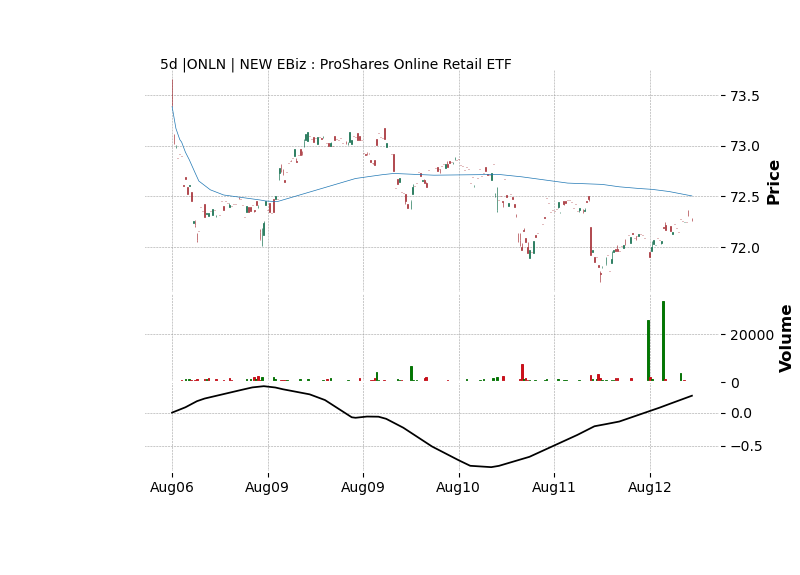 5d |ONLN | NEW EBiz : ProShares Online Retail ETF
73.5
73.0
72.5
72.0
Price
20000
0
Volume
0.0
−0.5
Aug06 Aug09 Aug09 Aug10 Aug11 Aug12